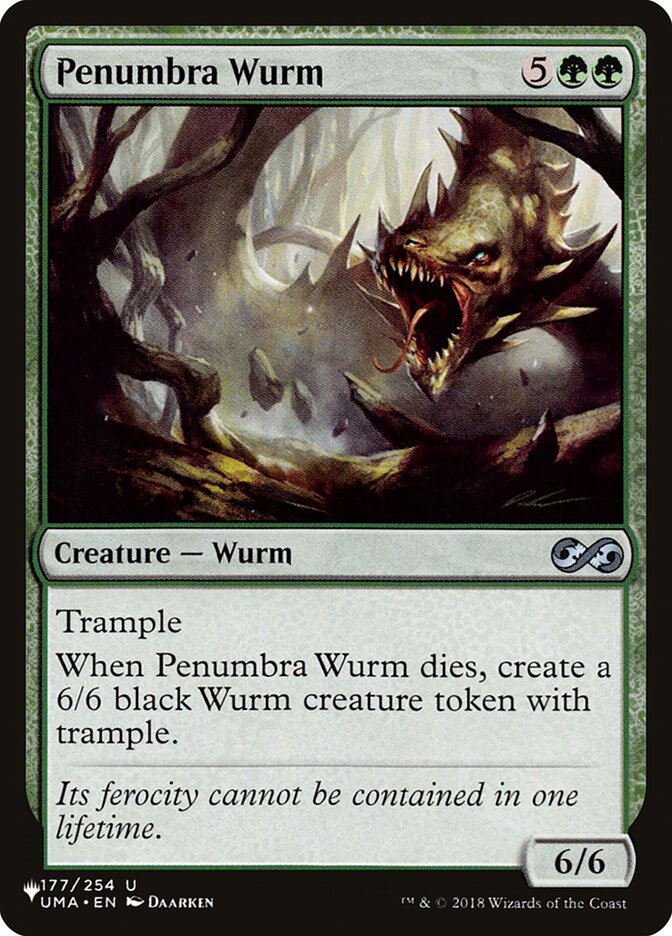 Penumbra Wurm 5
Creature — Wurm
Trample
When Penumbra Wurm dies, create a
6/6 black Wurm creature token with
trample.
Its ferocity cannot be contained in one
lifetime.
6/6
177/254 U
UMA • EN Daarken
™ & © 2018 Wizards of the Coast